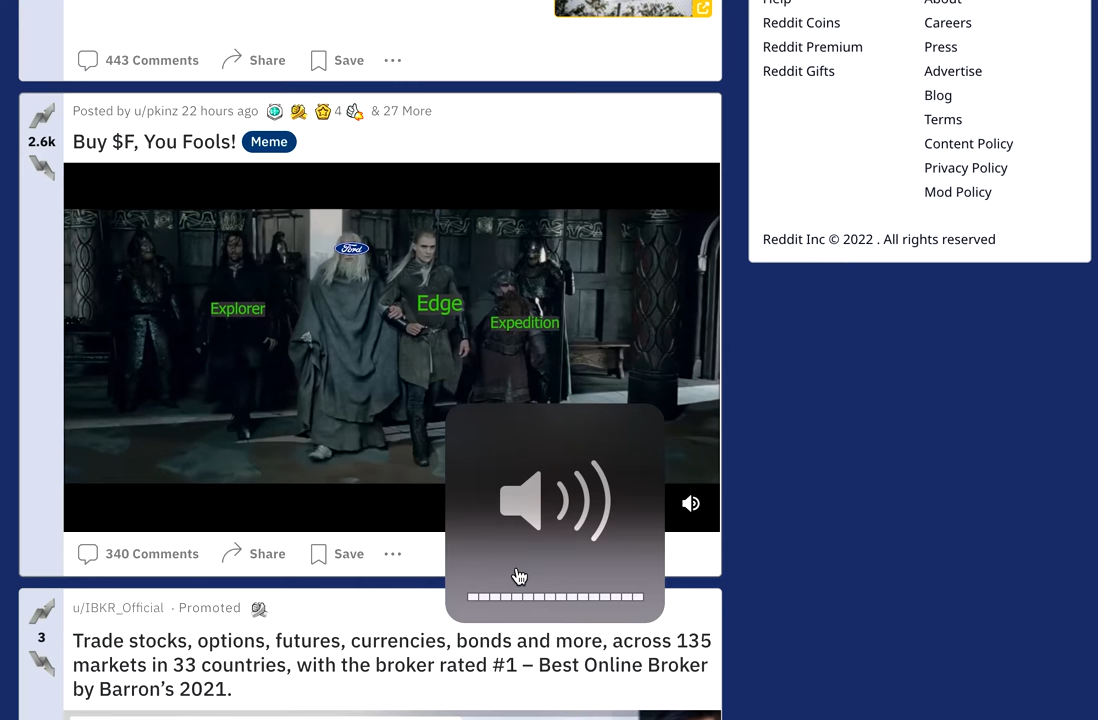 443 Comments
Share
Save
Posted by u/pkinz 22 hours ago
4
& 27 More
2.6k
Buy $F, You Fools!
Meme
Ford
Explorer
Edge
Expedition
340 Comments
Share
Save
u/IBKR_Official · Promoted
3
Trade stocks, options, futures, currencies, bonds and more, across 135
markets in 33 countries, with the broker rated #1 – Best Online Broker
by Barron’s 2021.
Help
Reddit Coins
Reddit Premium
Reddit Gifts
About
Careers
Press
Advertise
Blog
Terms
Content Policy
Privacy Policy
Mod Policy
Reddit Inc © 2022 . All rights reserved